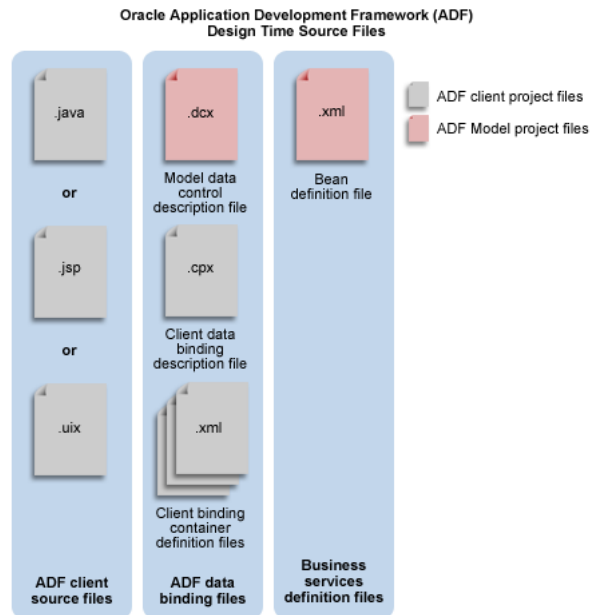 Oracle Application Development Framework (ADF)
Design Time Source Files
.java
or
.jsp
or
.uix
ADF client
source files
.dcx
Model data
control
description file
.cpx
Client data
binding
description file
.xml
Client binding
container
definition files
ADF data
binding files
.xml
Bean
definition file
Business
services
definition files
ADF client project files
ADF Model project files